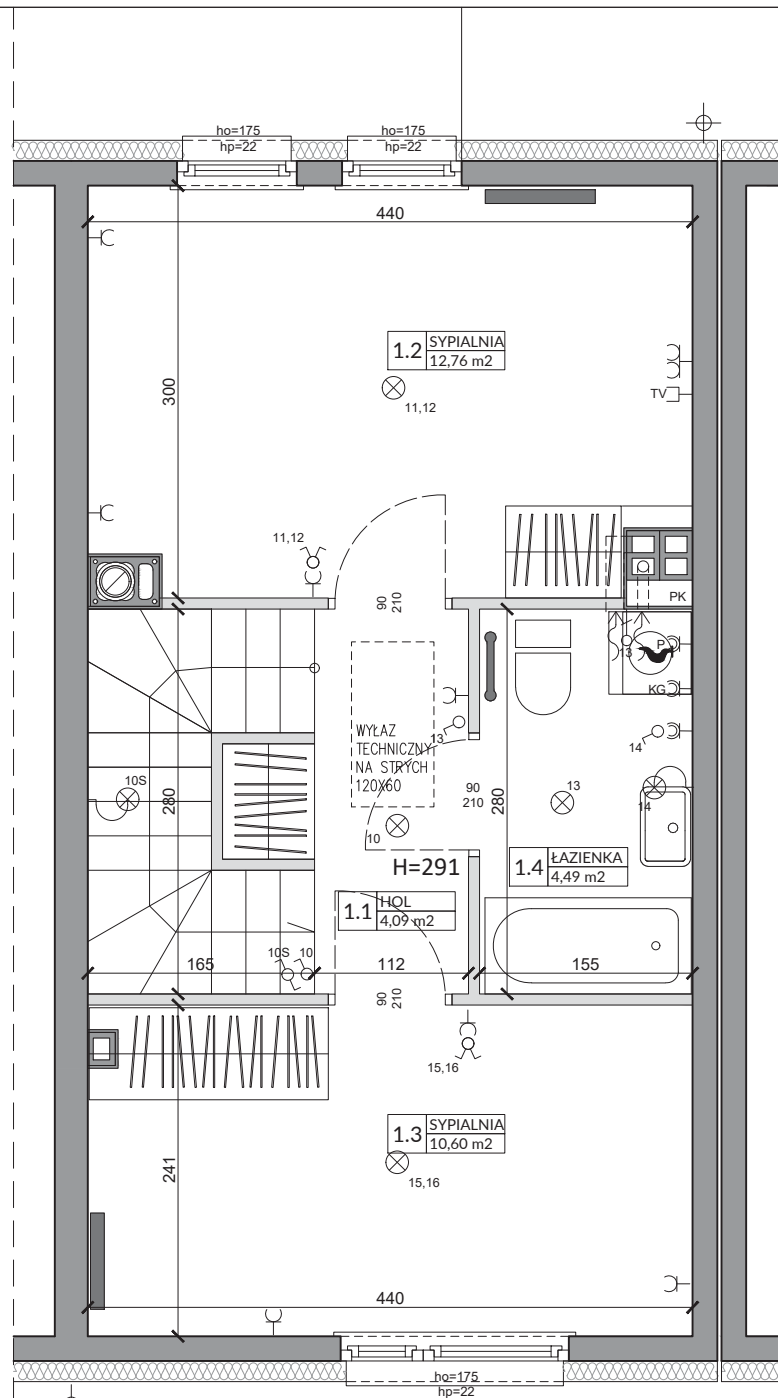 ho=175
hp=22
ho=175
hp=22
440
1.2 SYPIALNIA
12,76 m2
300
TV
11,12
11,12
90
210
PK
P
13
KG
WYŁAZ
TECHNICZNY
NA STRYCH
120X60
13
14
10S
280
90
210
280
13
14
10
H=291
1.4 ŁAZIENKA
4,49 m2
1.1 HOL
4,09 m2
165
10S
10
112
155
90
210
15,16
1.3 SYPIALNIA
10,60 m2
241
15,16
440
ho=175
hp=22